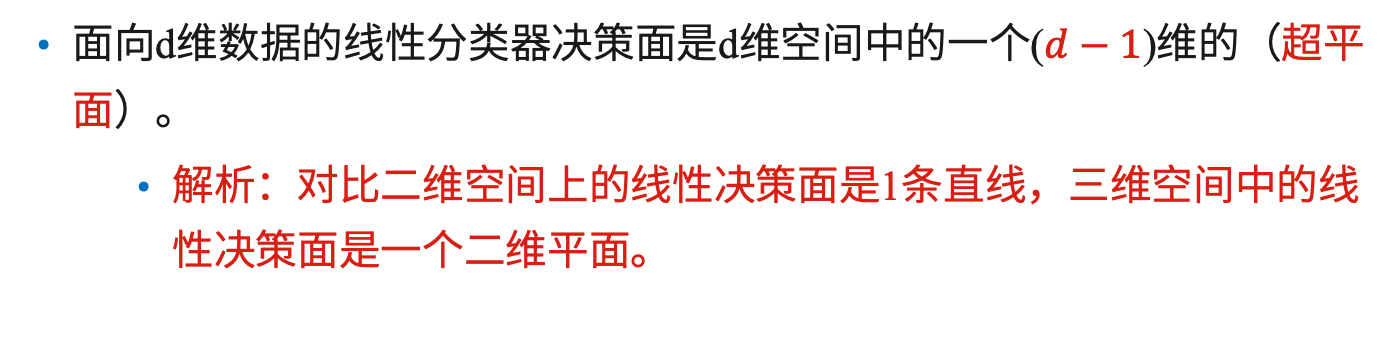 • 面向d维数据的线性分类器决策面是d维空间中的一个(d − 1)维的（超平
面）。
• 解析：对比二维空间上的线性决策面是1条直线，三维空间中的线
性决策面是一个二维平面。